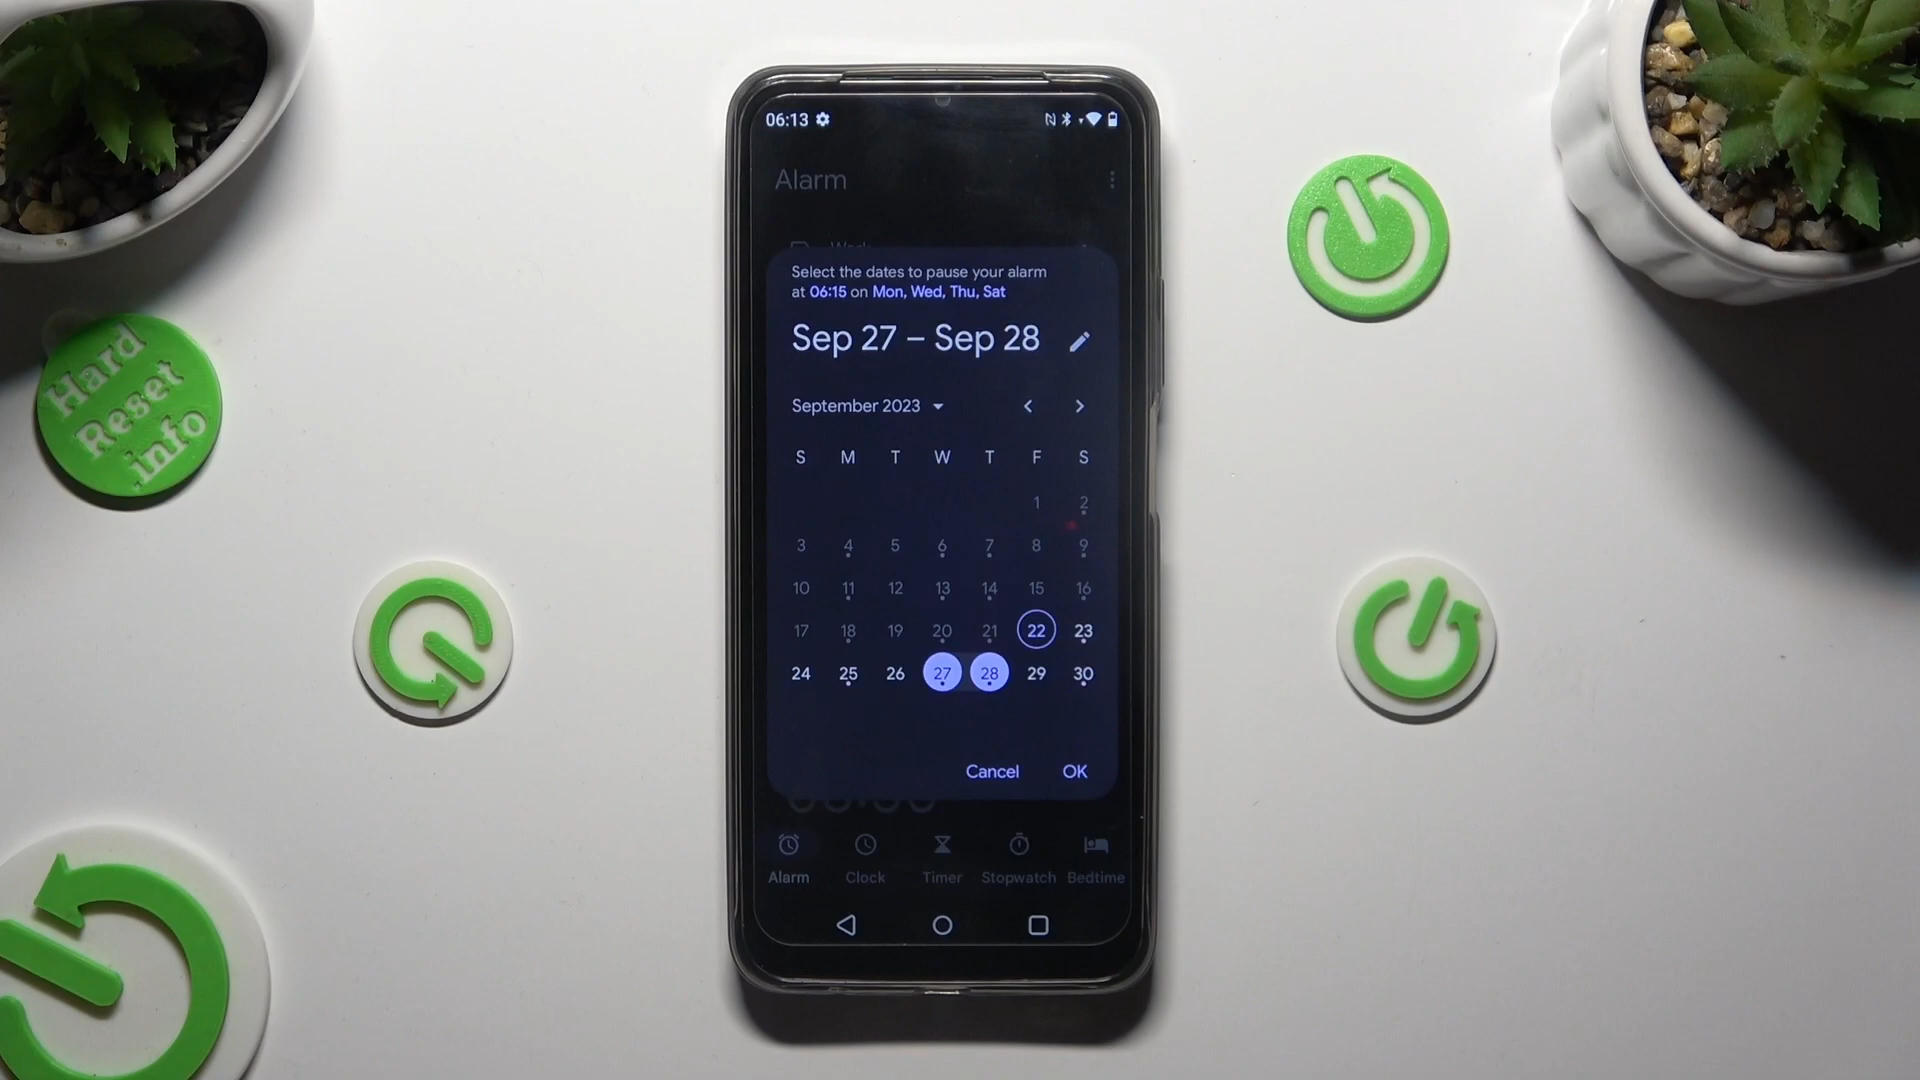 06:13
Alarm
Work
Select the dates to pause your alarm
at 06:15 on Mon, Wed, Thu, Sat
Sep 27 – Sep 28
September 2023
S M T W T F S
1 2
3 4 5 6 7 8 9
10 11 12 13 14 15 16
17 18 19 20 21 22 23
24 25 26 27 28 29 30
Cancel OK
Alarm Clock Timer Stopwatch Bedtime
Hard
Reset
.info